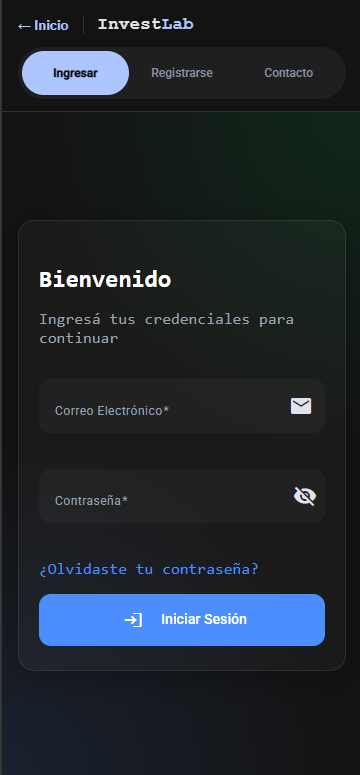 ← Inicio
InvestLab
Ingresar
Registrarse
Contacto
Bienvenido
Ingresá tus credenciales para
continuar
Correo Electrónico*
Contraseña*
¿Olvidaste tu contraseña?
Iniciar Sesión